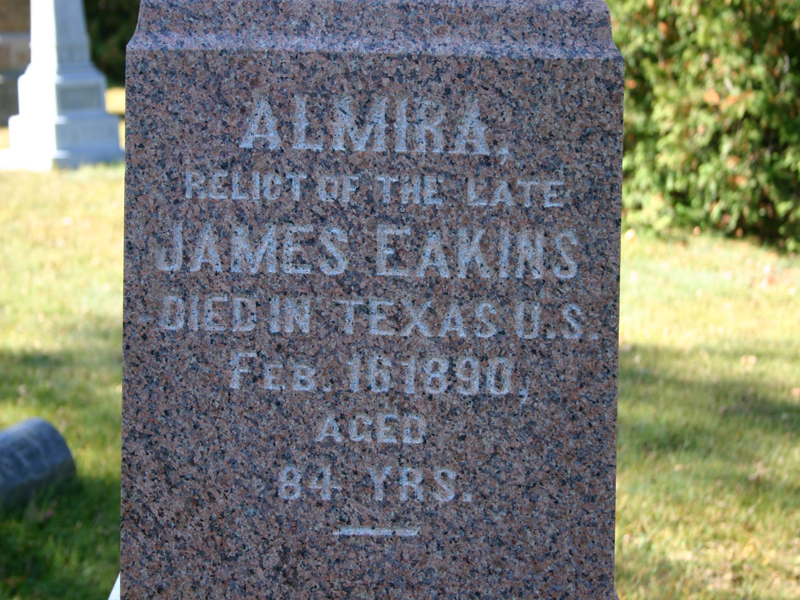 ALMIRA,
RELICT OF THE LATE
JAMES EAKINS
DIED IN TEXAS U.S.
FEB. 16 1890,
AGED
84 YRS.